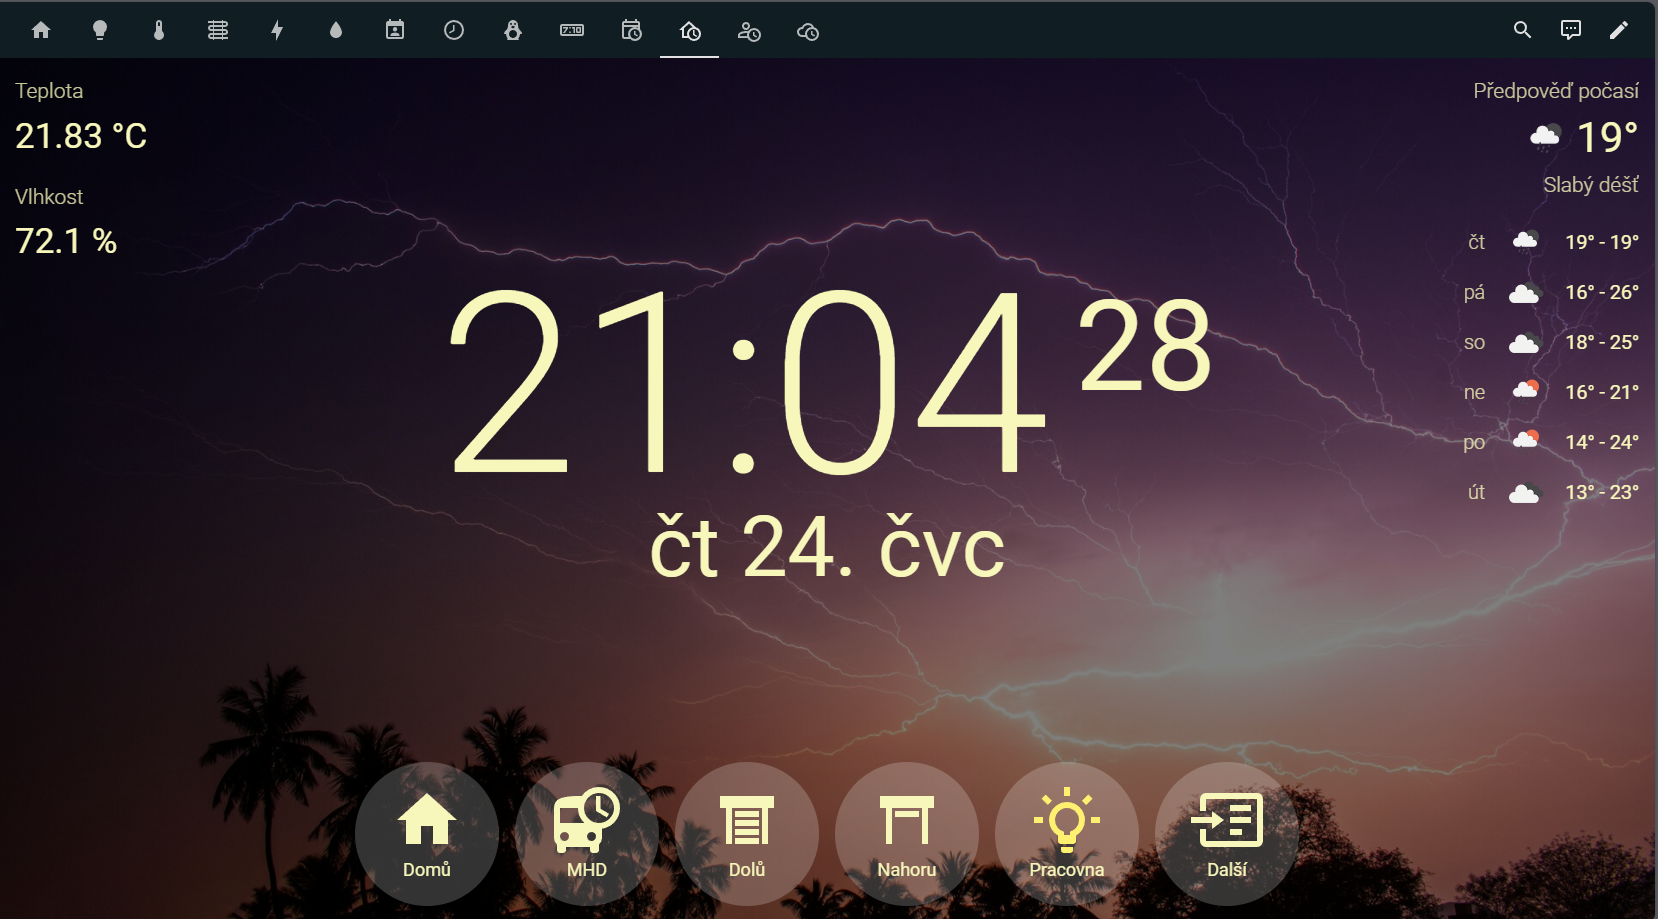 7:10
Teplota
21.83 °C
Vlhkost
72.1 %
Předpověď počasí
19°
Slabý déšť
čt 19° - 19°
pá 16° - 26°
so 18° - 25°
ne 16° - 21°
po 14° - 24°
út 13° - 23°
21:04 28
čt 24. čvc
Domů
MHD
Dolů
Nahoru
Pracovna
Další